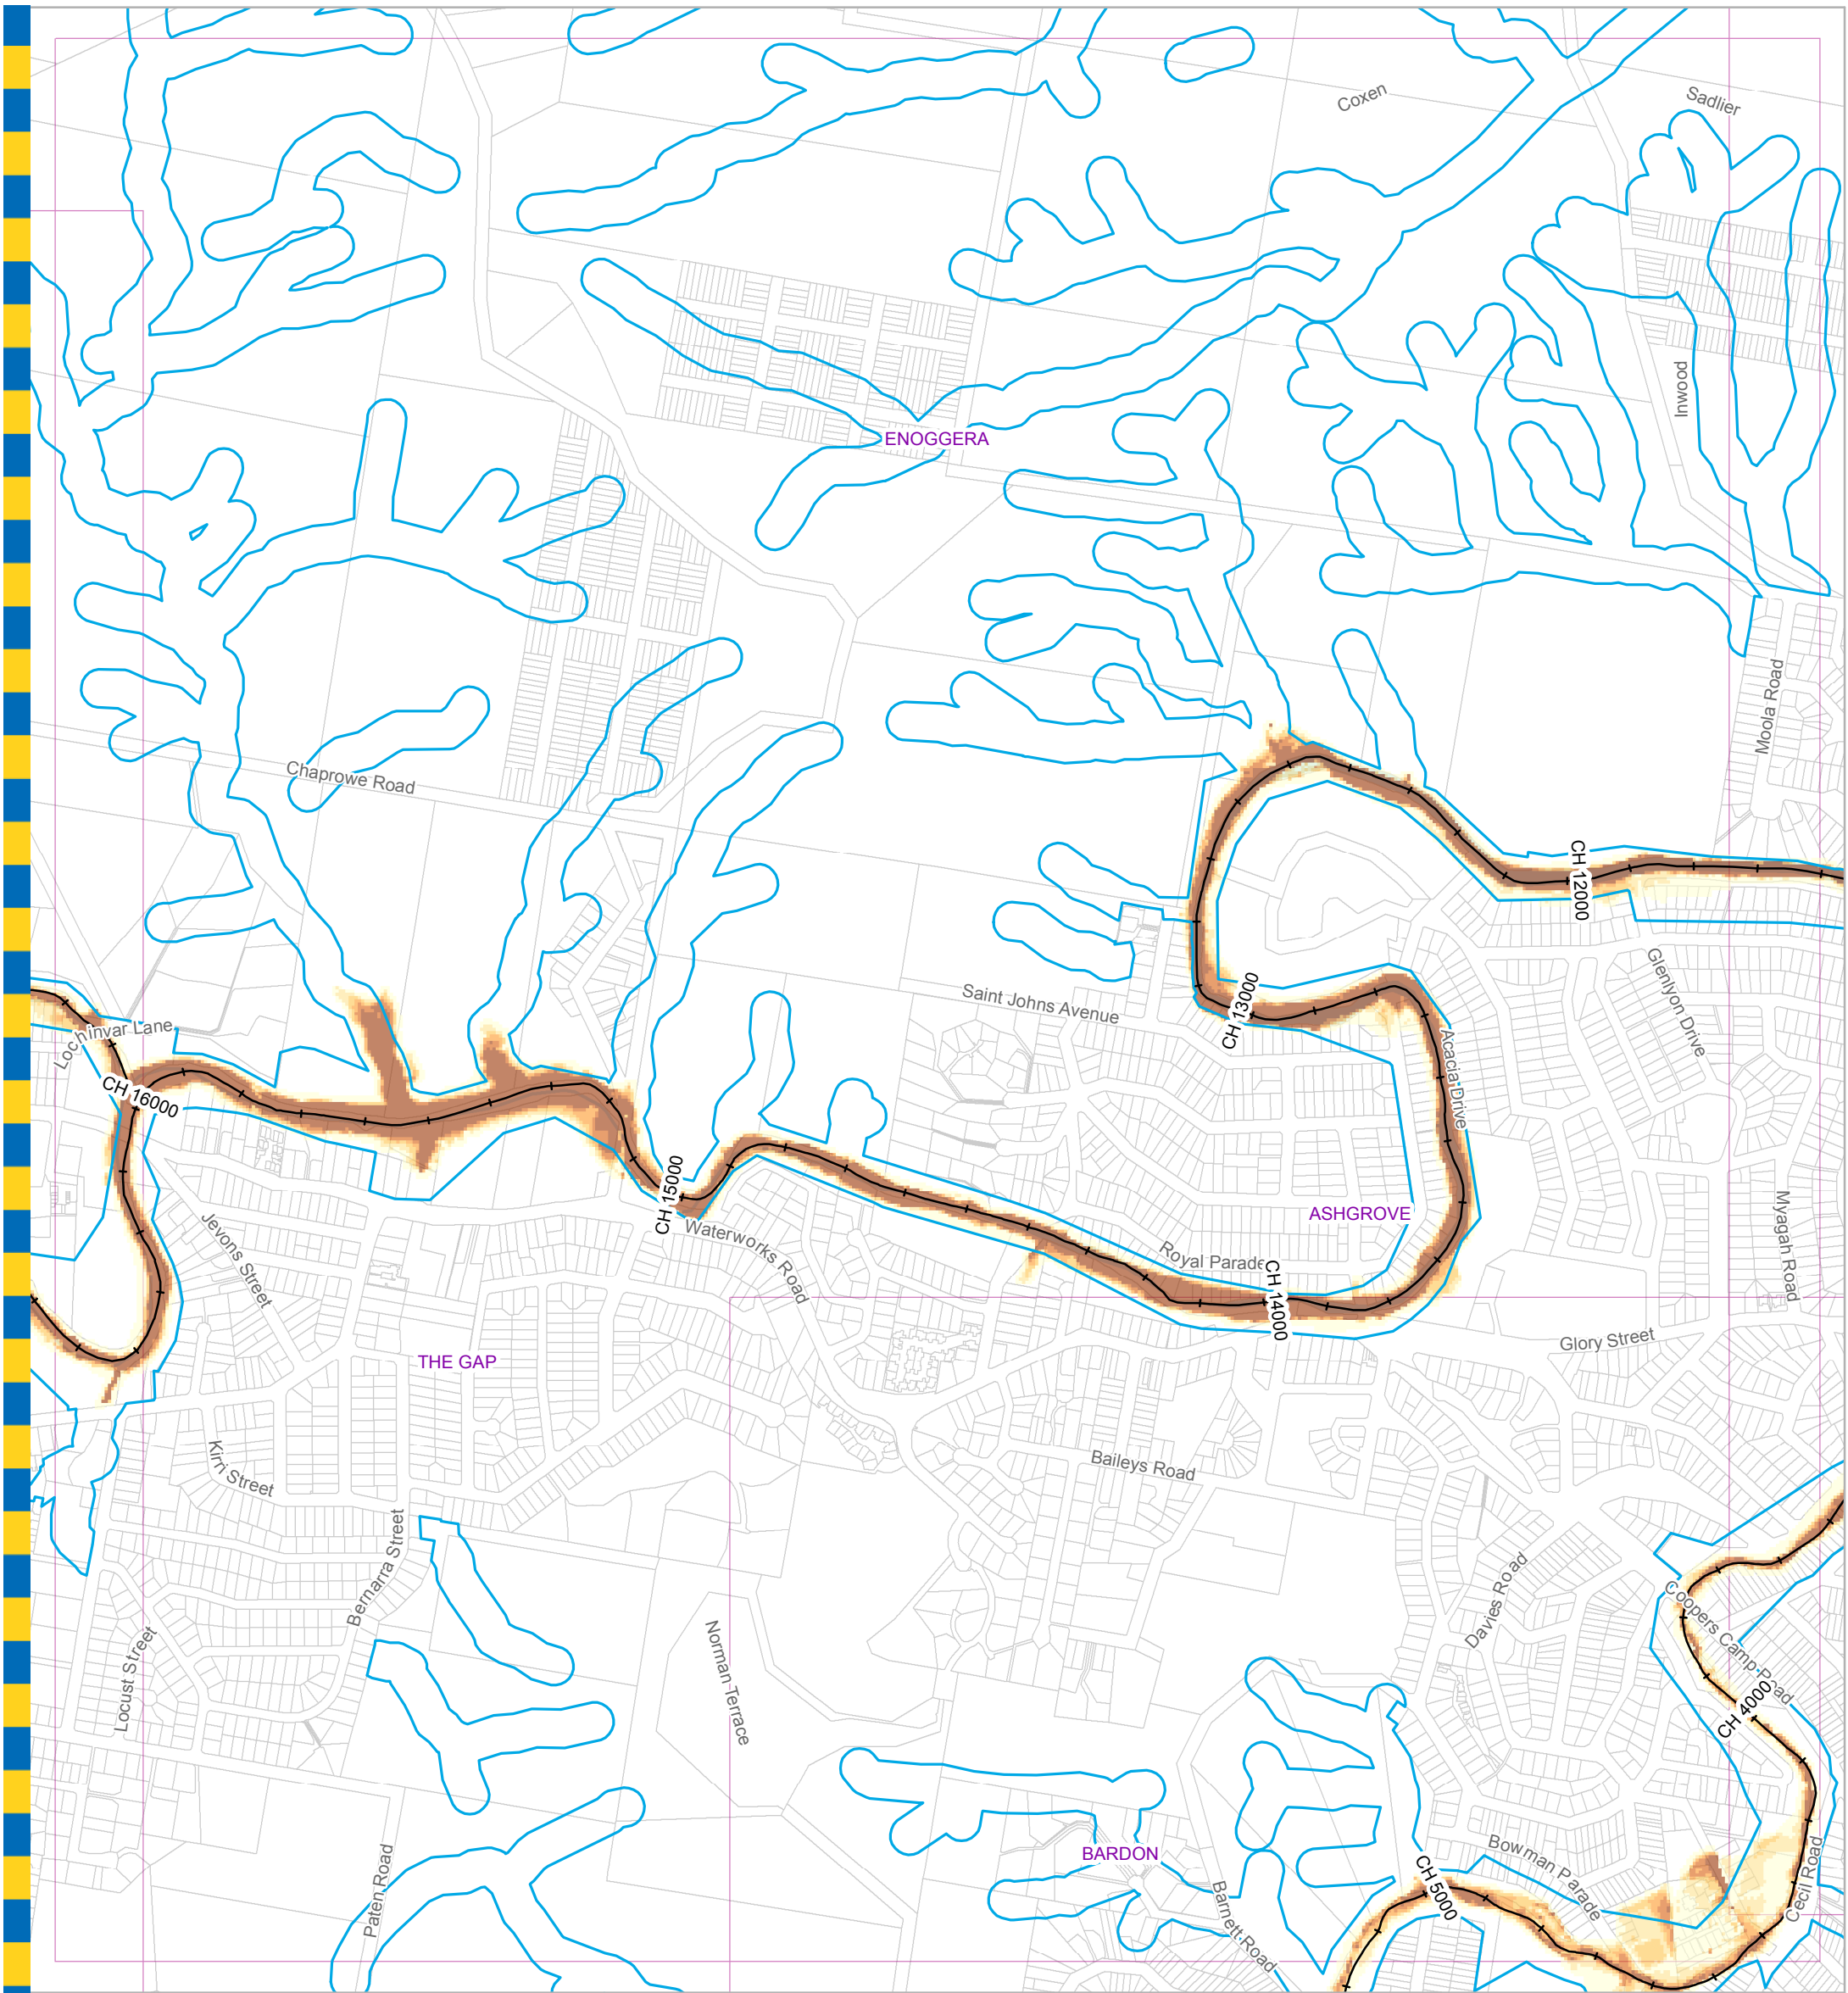 Coxen
Sadlier
Inwood
ENOGGERA
Moola Road
Chaprowe Road
CH 12000
Glenlyon Drive
Saint Johns Avenue
CH 13000
Lochinvar Lane
Acacia Drive
CH 16000
CH 15000
Myagah Road
ASHGROVE
Jevons Street
Waterworks Road
Royal Parade
CH 14000
Glory Street
THE GAP
Kirri Street
Baileys Road
Bernarra Street
Davies Road
Coopers Camp Road
Locust Street
Norman Terrace
CH 4000
BARDON
Bowman Parade
Cecil Road
Paten Road
CH 5000
Barnett Road